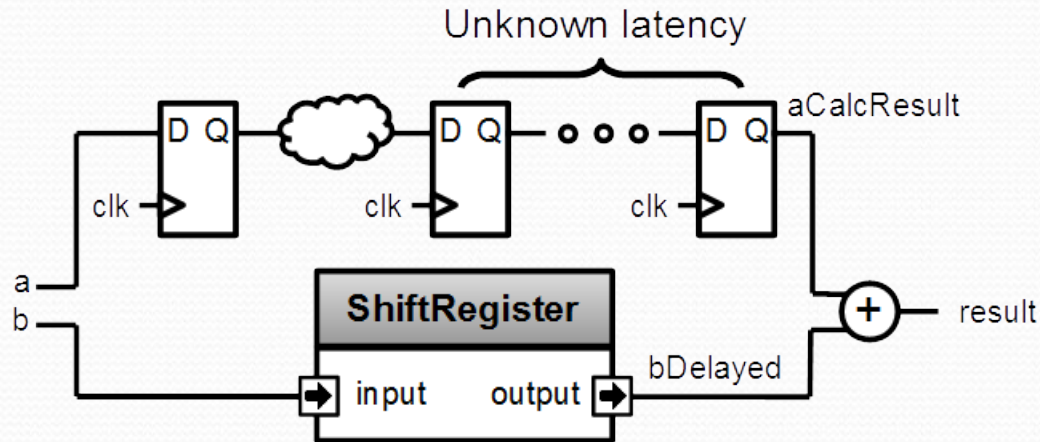 Unknown latency
aCalcResult
D Q
D Q
D Q
clk
clk
clk
a
b
ShiftRegister
+
result
bDelayed
input
output